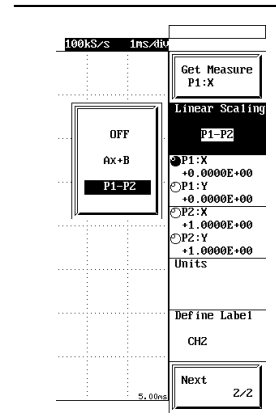 100kS/s 1ms/div
Get Measure
P1:X
Linear Scaling
P1-P2
OFF
AX+B
P1-P2
P1:X
+0.0000E+00
P1:Y
+0.0000E+00
P2:X
+1.0000E+00
P2:Y
+1.0000E+00
Units
Define Label
CH2
Next
2/2
5.00ms